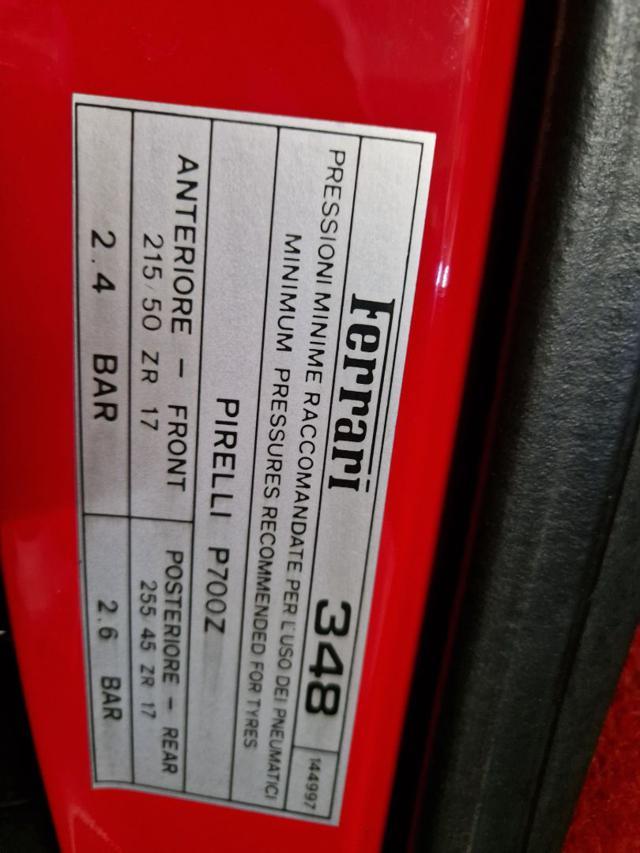 Ferrari 348 144997
PRESSIONI MINIME RACCOMANDATE PER L'USO DEI PNEUMATICI
MINIMUM PRESSURES RECOMMENDED FOR TYRES
PIRELLI P700Z
ANTERIORE - FRONT POSTERIORE - REAR
215/50 ZR 17 255 45 ZR 17
2.4 BAR 2.6 BAR